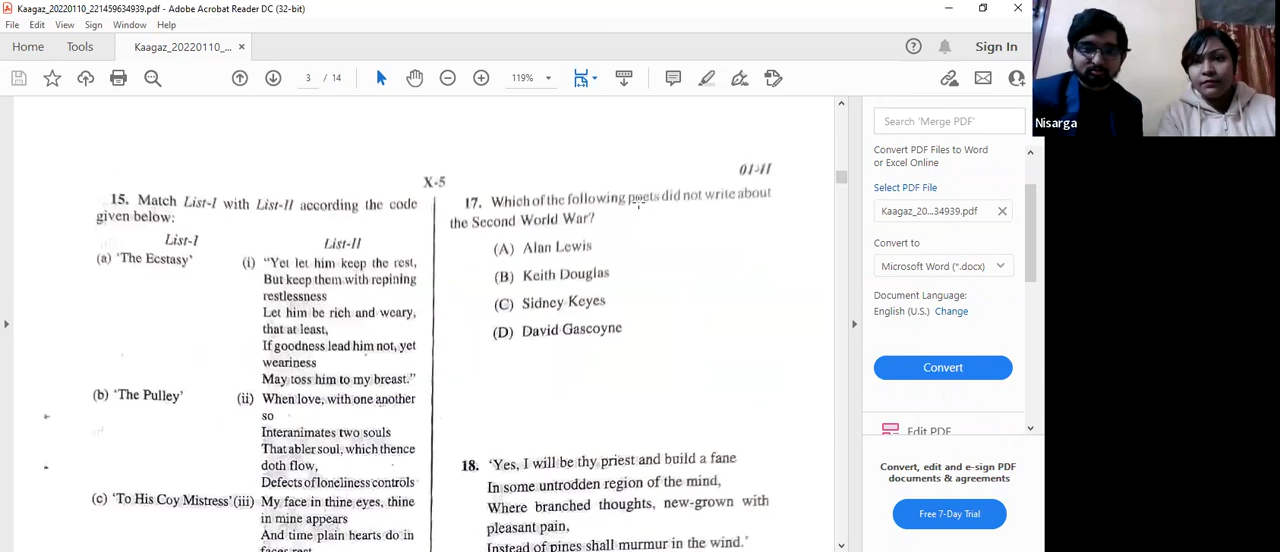 Kaagaz_20220110_221459634939.pdf - Adobe Acrobat Reader DC (32-bit)
File Edit View Sign Window Help
Home Tools Kaagaz_20220110_... × Sign In
3 / 14 119%
X-5
01-II
15. Match List-I with List-II according the code
given below:
List-I List-II
(a) 'The Ecstasy' (i) "Yet let him keep the rest,
But keep them with repining
restlessness
Let him be rich and weary,
that at least,
If goodness lead him not, yet
weariness
May toss him to my breast."
(b) 'The Pulley' (ii) When love, with one another
so
Interanimates two souls
That abler soul, which thence
doth flow,
Defects of loneliness controls
(c) 'To His Coy Mistress' (iii) My face in thine eyes, thine
in mine appears
And time plain hearts do in
faces rest
17. Which of the following poets did not write about
the Second World War?
(A) Alan Lewis
(B) Keith Douglas
(C) Sidney Keyes
(D) David Gascoyne
18. 'Yes, I will be thy priest and build a fane
In some untrodden region of the mind,
Where branched thoughts, new-grown with
pleasant pain,
Instead of pines shall murmur in the wind.'
Search 'Merge PDF'
Convert PDF Files to Word
or Excel Online
Select PDF File
Kaagaz_20...34939.pdf
Convert to
Microsoft Word (*.docx)
Document Language:
English (U.S.) Change
Convert
Edit PDF
Convert, edit and e-sign PDF
documents & agreements
Free 7-Day Trial
Nisarga